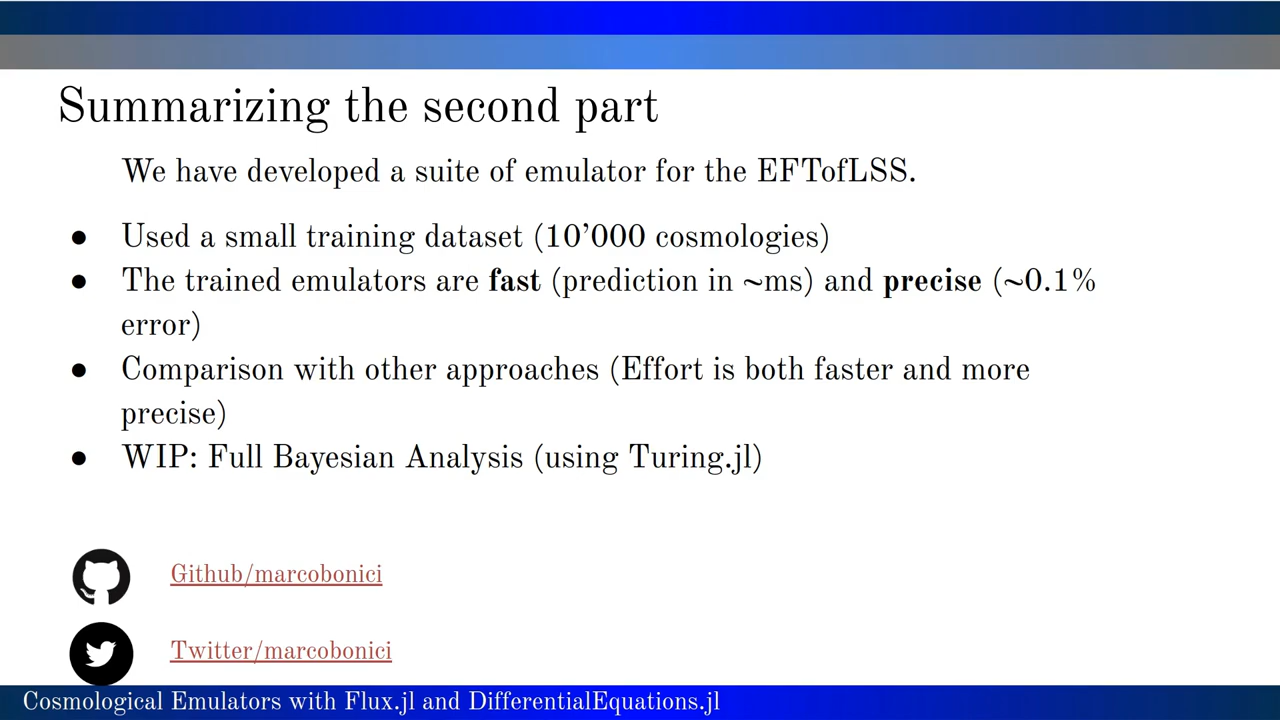 Summarizing the second part
We have developed a suite of emulator for the EFTofLSS.
● Used a small training dataset (10’000 cosmologies)
● The trained emulators are fast (prediction in ~ms) and precise (~0.1%
error)
● Comparison with other approaches (Effort is both faster and more
precise)
● WIP: Full Bayesian Analysis (using Turing.jl)
Github/marcobonici
Twitter/marcobonici
Cosmological Emulators with Flux.jl and DifferentialEquations.jl